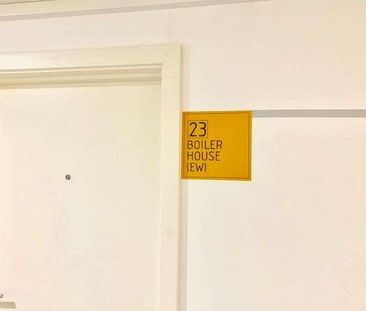 23
BOILER
HOUSE
(EW)